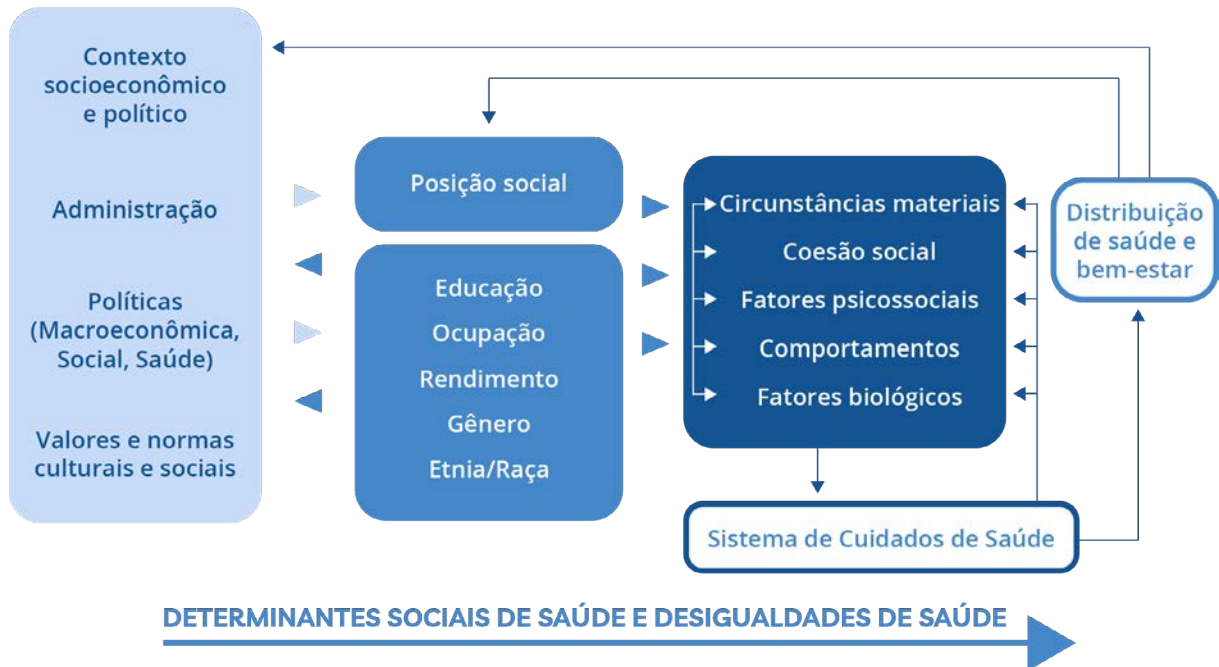 Contexto
socioeconômico
e político
Administração
Políticas
(Macroeconômica,
Social, Saúde)
Valores e normas
culturais e sociais
Posição social
Educação
Ocupação
Rendimento
Gênero
Etnia/Raça
Circunstâncias materiais
Coesão social
Fatores psicossociais
Comportamentos
Fatores biológicos
Distribuição
de saúde e
bem-estar
Sistema de Cuidados de Saúde
DETERMINANTES SOCIAIS DE SAÚDE E DESIGUALDADES DE SAÚDE